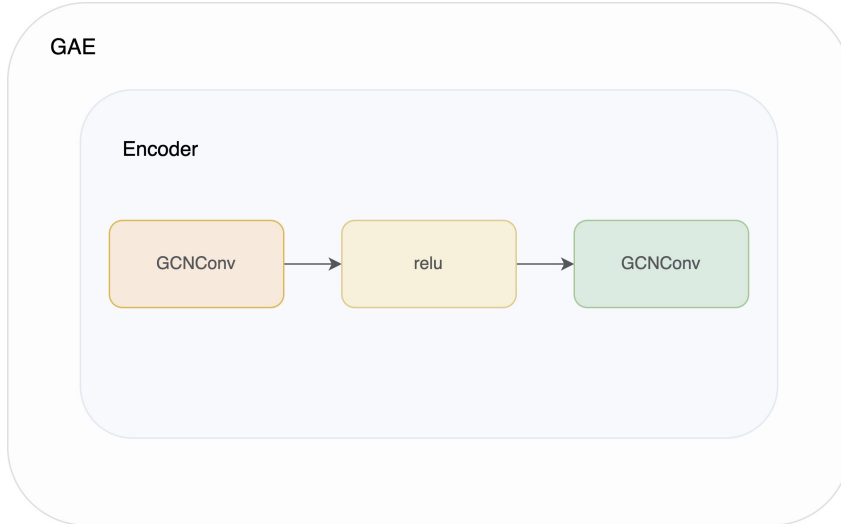 GAE
Encoder
GCNConv
relu
GCNConv